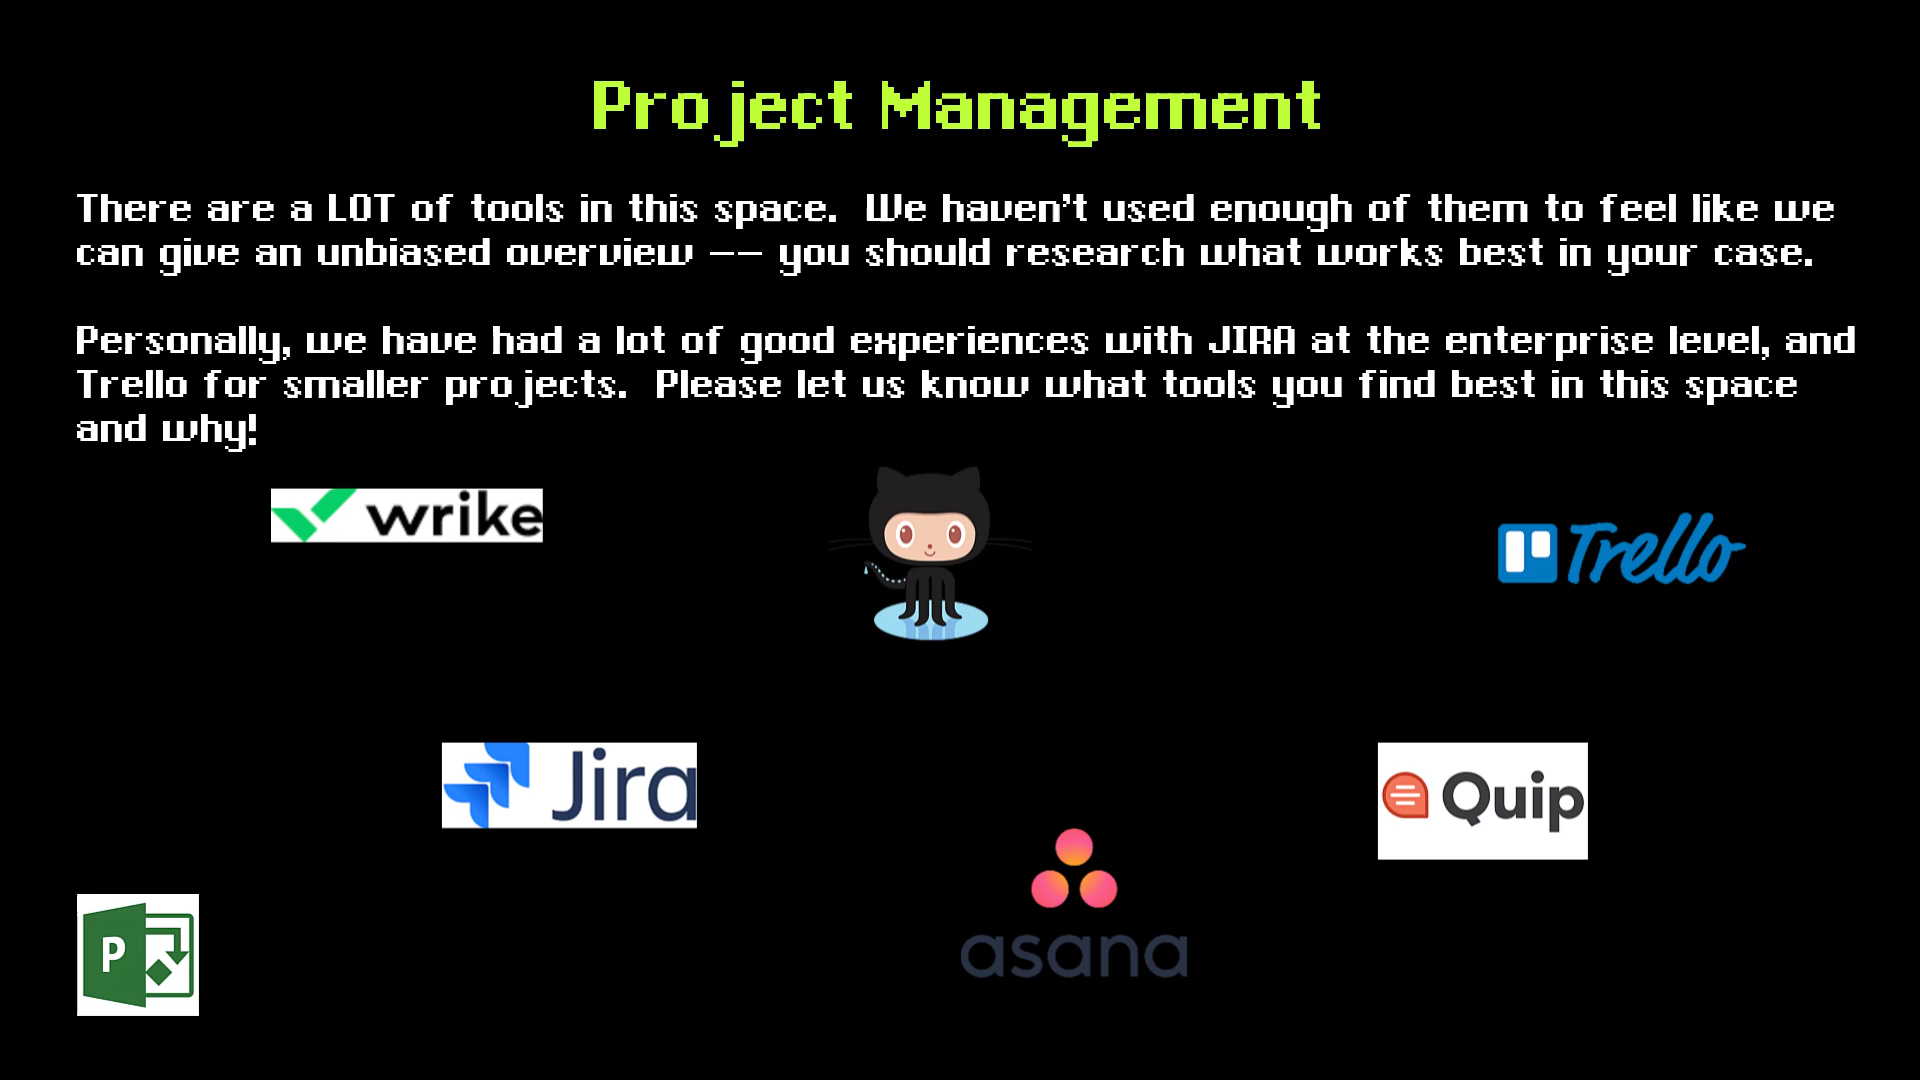 Project Management
There are a LOT of tools in this space.  We haven't used enough of them to feel like we
can give an unbiased overview -- you should research what works best in your case.
Personally, we have had a lot of good experiences with JIRA at the enterprise level, and
Trello for smaller projects.  Please let us know what tools you find best in this space
and why!
wrike
Trello
Jira
Quip
asana
P